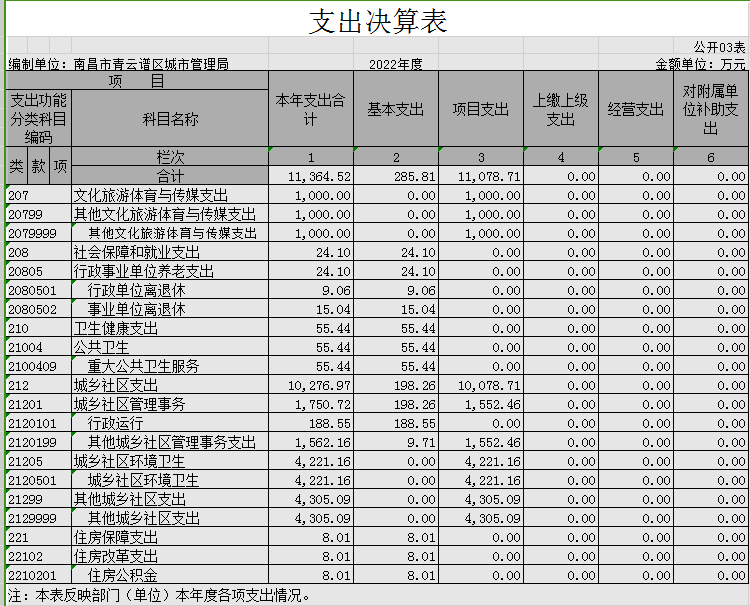 支出决算表
公开03表
编制单位：南昌市青云谱区城市管理局 2022年度 金额单位：万元
项 目 本年支出合计 基本支出 项目支出 上缴上级支出 经营支出 对附属单位补助支出
支出功能分类科目编码 科目名称
类 款 项 栏次 1 2 3 4 5 6
合计 11,364.52 285.81 11,078.71 0.00 0.00 0.00
207 文化旅游体育与传媒支出 1,000.00 0.00 1,000.00 0.00 0.00 0.00
20799 其他文化旅游体育与传媒支出 1,000.00 0.00 1,000.00 0.00 0.00 0.00
2079999 其他文化旅游体育与传媒支出 1,000.00 0.00 1,000.00 0.00 0.00 0.00
208 社会保障和就业支出 24.10 24.10 0.00 0.00 0.00 0.00
20805 行政事业单位养老支出 24.10 24.10 0.00 0.00 0.00 0.00
2080501 行政单位离退休 9.06 9.06 0.00 0.00 0.00 0.00
2080502 事业单位离退休 15.04 15.04 0.00 0.00 0.00 0.00
210 卫生健康支出 55.44 55.44 0.00 0.00 0.00 0.00
21004 公共卫生 55.44 55.44 0.00 0.00 0.00 0.00
2100409 重大公共卫生服务 55.44 55.44 0.00 0.00 0.00 0.00
212 城乡社区支出 10,276.97 198.26 10,078.71 0.00 0.00 0.00
21201 城乡社区管理事务 1,750.72 198.26 1,552.46 0.00 0.00 0.00
2120101 行政运行 188.55 188.55 0.00 0.00 0.00 0.00
2120199 其他城乡社区管理事务支出 1,562.16 9.71 1,552.46 0.00 0.00 0.00
21205 城乡社区环境卫生 4,221.16 0.00 4,221.16 0.00 0.00 0.00
2120501 城乡社区环境卫生 4,221.16 0.00 4,221.16 0.00 0.00 0.00
21299 其他城乡社区支出 4,305.09 0.00 4,305.09 0.00 0.00 0.00
2129999 其他城乡社区支出 4,305.09 0.00 4,305.09 0.00 0.00 0.00
221 住房保障支出 8.01 8.01 0.00 0.00 0.00 0.00
22102 住房改革支出 8.01 8.01 0.00 0.00 0.00 0.00
2210201 住房公积金 8.01 8.01 0.00 0.00 0.00 0.00
注：本表反映部门（单位）本年度各项支出情况。